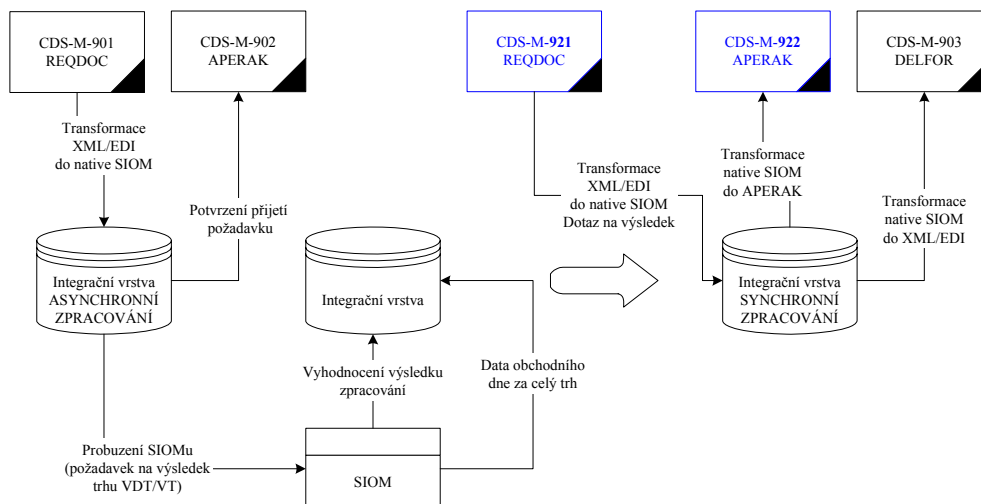 CDS-M-901
REQDOC
CDS-M-902
APERAK
CDS-M-921
REQDOC
CDS-M-922
APERAK
CDS-M-903
DELFOR
Transformace
XML/EDI
do native SIOM
Potvrzení přijetí
požadavku
Transformace
XML/EDI
do native SIOM
Dotaz na výsledek
Transformace
native SIOM
do APERAK
Transformace
native SIOM
do XML/EDI
Integrační vrstva
ASYNCHRONNÍ
ZPRACOVÁNÍ
Integrační vrstva
Integrační vrstva
SYNCHRONNÍ
ZPRACOVÁNÍ
Vyhodnocení výsledku
zpracování
Data obchodního
dne za celý trh
Probuzení SIOMu
(požadavek na výsledek
trhu VDT/VT)
SIOM